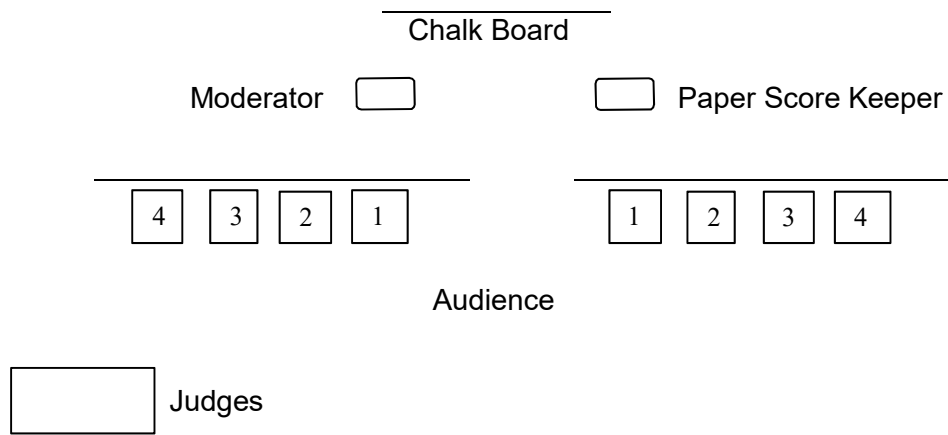 Chalk Board
Moderator Paper Score Keeper
4 3 2 1 1 2 3 4
Audience
Judges